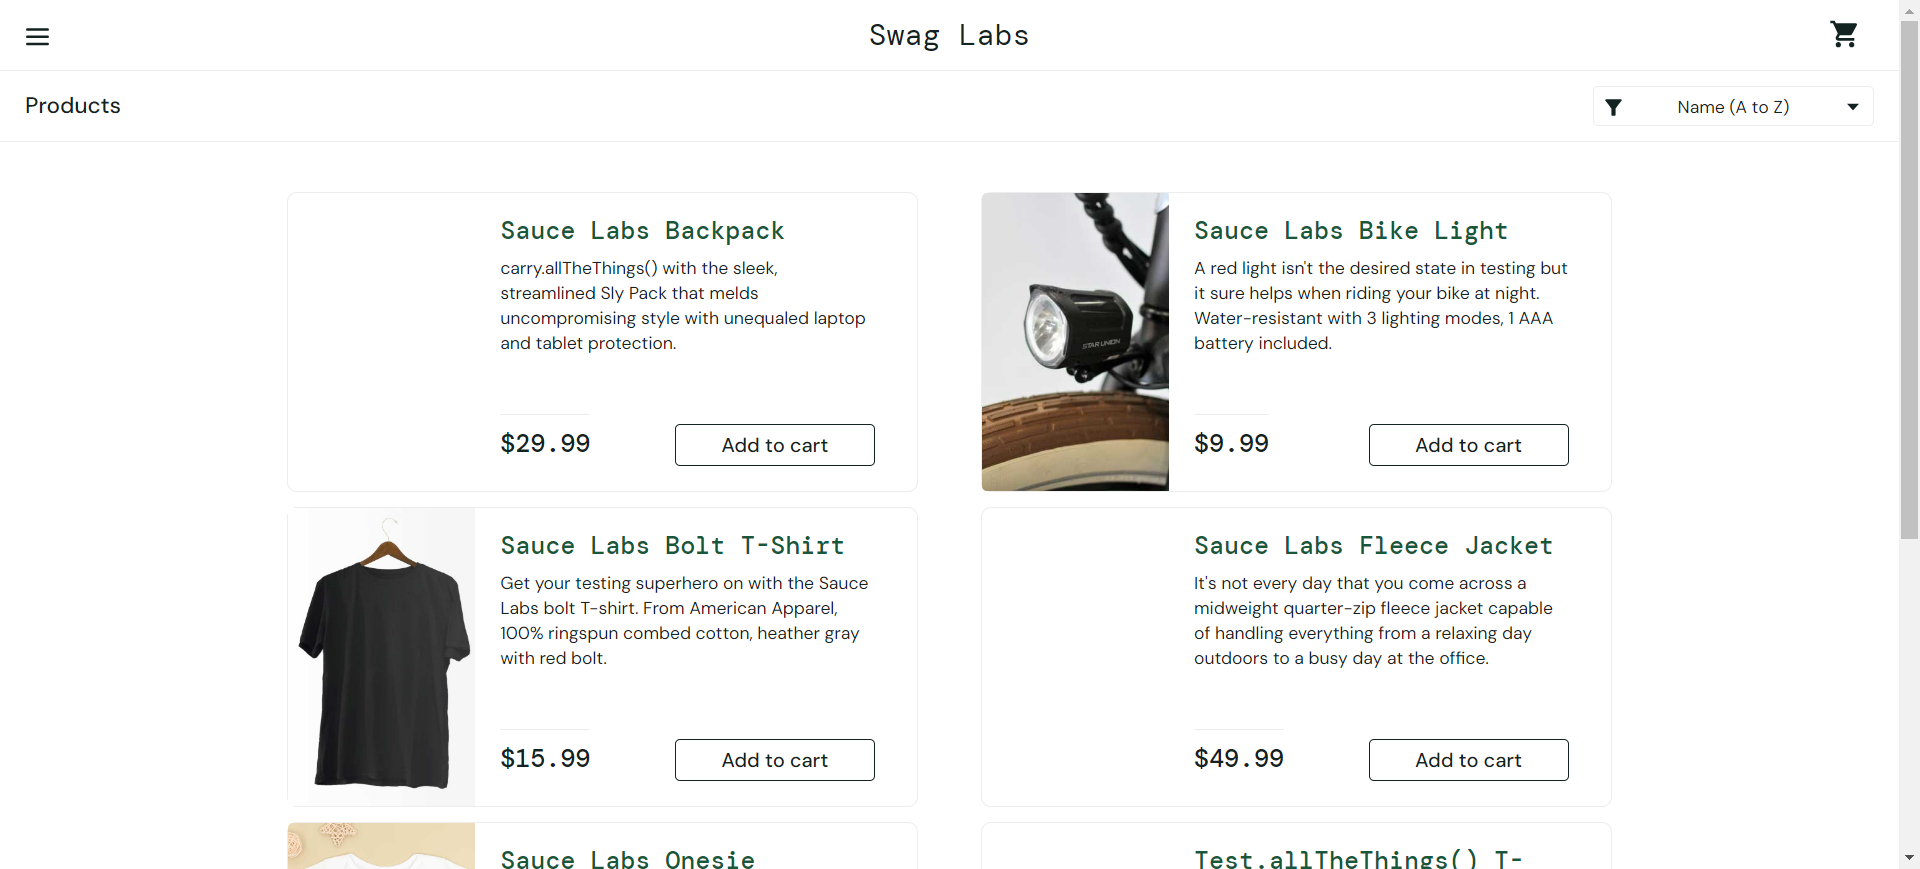 Swag Labs
Products
Name (A to Z)
Sauce Labs Backpack
carry.allTheThings() with the sleek,
streamlined Sly Pack that melds
uncompromising style with unequaled laptop
and tablet protection.
$29.99
Add to cart
Sauce Labs Bike Light
A red light isn't the desired state in testing but
it sure helps when riding your bike at night.
Water-resistant with 3 lighting modes, 1 AAA
battery included.
STAR UNION
$9.99
Add to cart
Sauce Labs Bolt T-Shirt
Get your testing superhero on with the Sauce
Labs bolt T-shirt. From American Apparel,
100% ringspun combed cotton, heather gray
with red bolt.
$15.99
Add to cart
Sauce Labs Fleece Jacket
It's not every day that you come across a
midweight quarter-zip fleece jacket capable
of handling everything from a relaxing day
outdoors to a busy day at the office.
$49.99
Add to cart
Sauce Labs Onesie
Test.allTheThings() T-